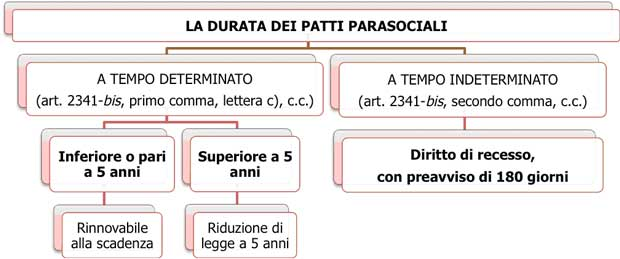 LA DURATA DEI PATTI PARASOCIALI
A TEMPO DETERMINATO
(art. 2341-bis, primo comma, lettera c), c.c.)
A TEMPO INDETERMINATO
(art. 2341-bis, secondo comma, c.c.)
Inferiore o pari
a 5 anni
Superiore a 5
anni
Diritto di recesso,
con preavviso di 180 giorni
Rinnovabile
alla scadenza
Riduzione di
legge a 5 anni